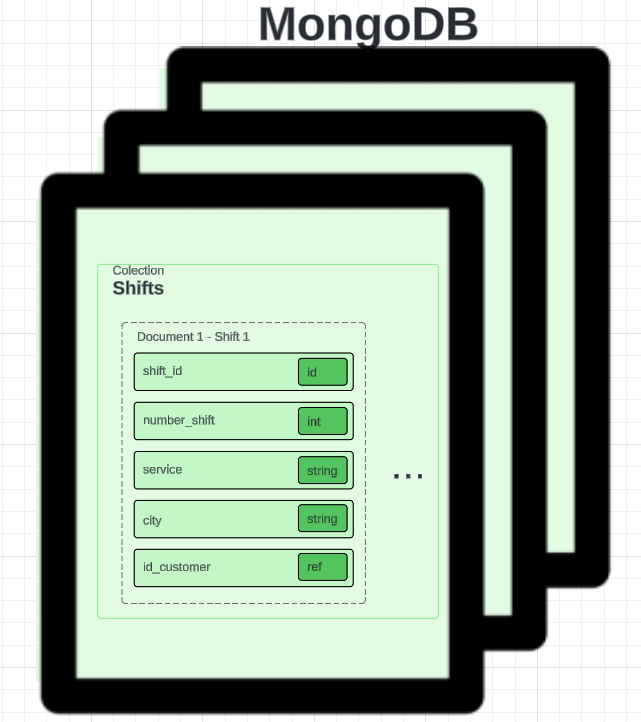 MongoDB
Colection
Shifts
Document 1 - Shift 1
shift_id
id
number_shift
int
service
string
city
string
id_customer
ref
...